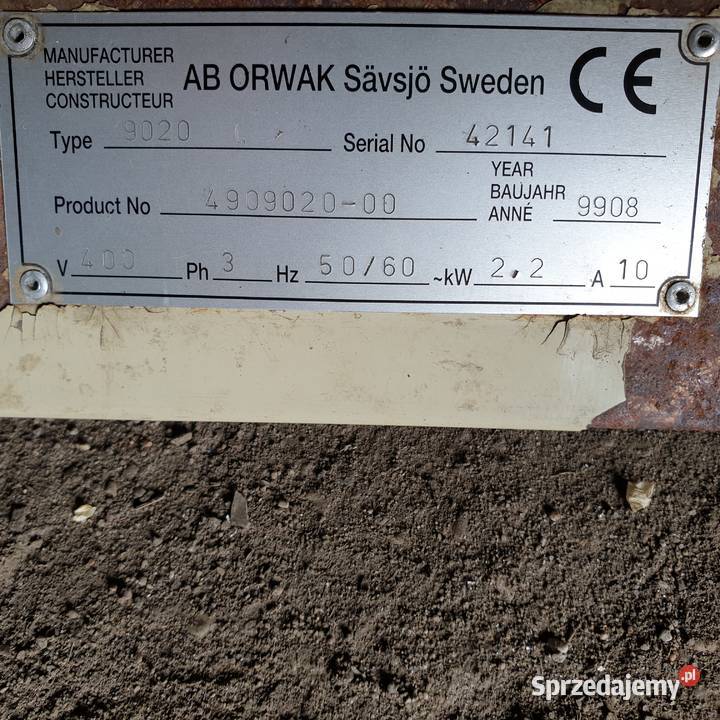 MANUFACTURER
HERSTELLER
CONSTRUCTEUR
AB ORWAK Sävsjö Sweden CE
Type 9020 Serial No 42141
Product No 4909020-00
YEAR
BAUJAHR
ANNÉ 9908
V 400 Ph 3 Hz 50/60 ~kW 2,2 A 10
Sprzedajemy.pl